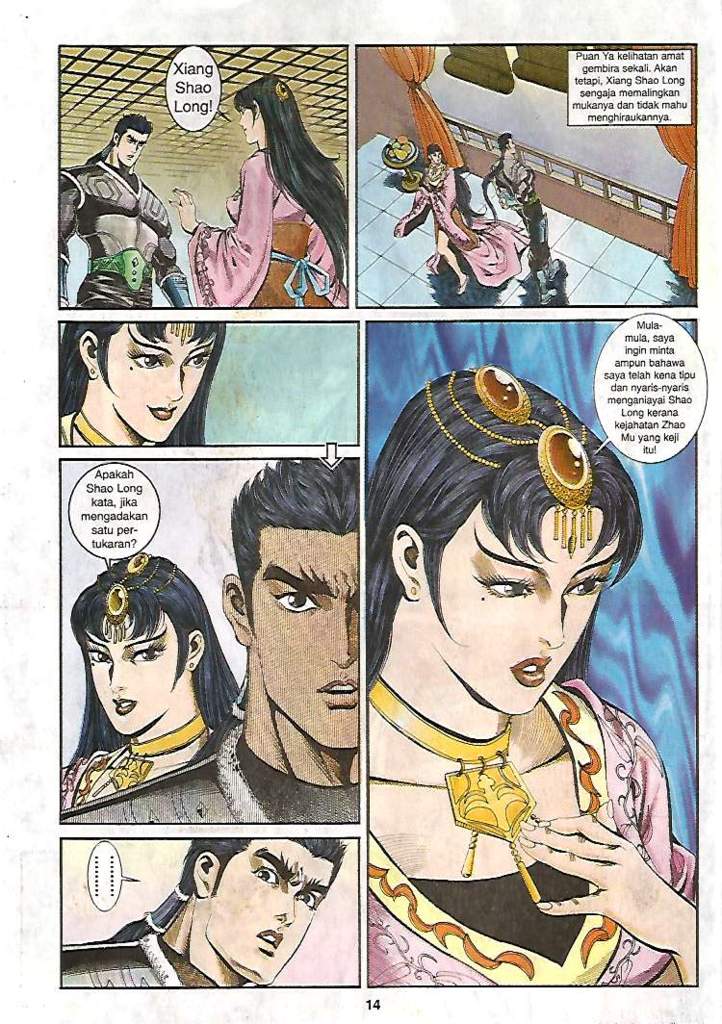 Xiang
Shao
Long!
Puan Ya kelihatan amat
gembira sekali. Akan
tetapi, Xiang Shao Long
sengaja memalingkan
mukanya dan tidak mahu
menghiraukannya.
Mula-
mula, saya
ingin minta
ampun bahawa
saya telah kena tipu
dan nyaris-nyaris
menganiayai Shao
Long kerana
kejahatan Zhao
Mu yang keji
itu!
Apakah
Shao Long
kata, jika
mengadakan
satu per-
tukaran?
14